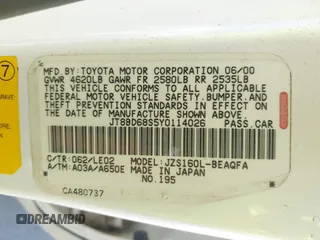 7
MFD. BY TOYOTA MOTOR CORPORATION 06/00
GVWR 4620LB GAWR FR 2580LB RR 2535LB
THIS VEHICLE CONFORMS TO ALL APPLICABLE
FEDERAL MOTOR VEHICLE SAFETY, BUMPER, AND
THEFT PREVENTION STANDARDS IN EFFECT ON THE
DATE OF MANUFACTURE SHOWN ABOVE.
JT8BD68S5Y0114026 PASS.CAR
C/TR:062/LE02 MODEL:JZS160L-BEAQFA
A/TM:A03A/A650E MADE IN JAPAN
NO.195
CA480737
DREAMBID